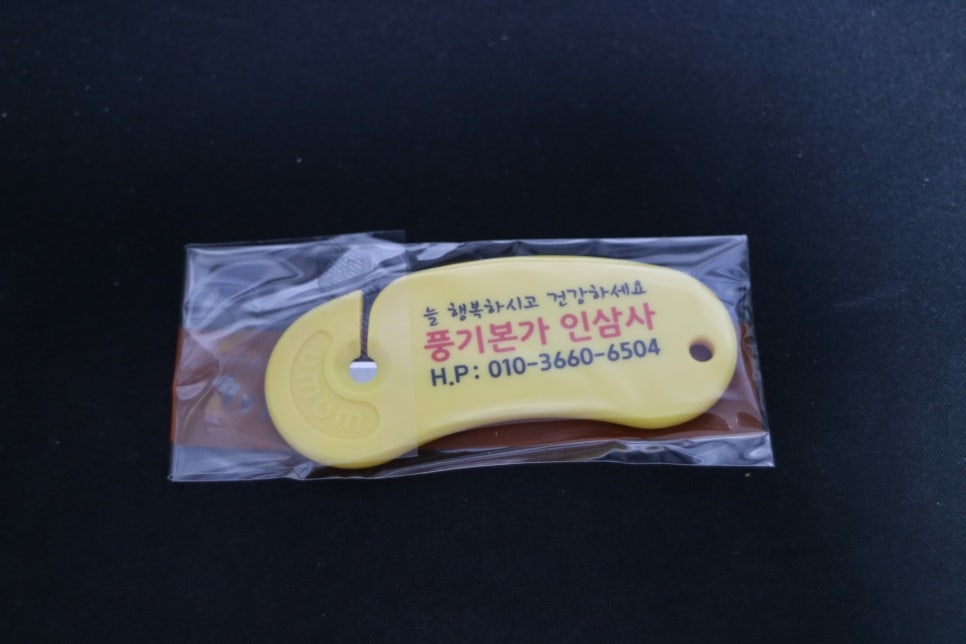 늘 행복하시고 건강하세요
풍기본가 인삼사
H.P : 010-3660-6504